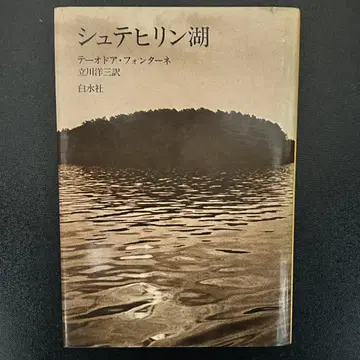 シュテヒリン湖
テーオドア・フォンターネ
立川洋三訳
白水社